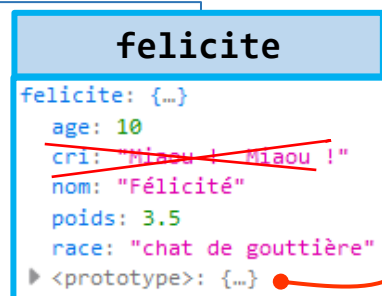 felicite
felicite: {…}
age: 10
cri: "Miaou ! Miaou !"
nom: "Félicité"
poids: 3.5
race: "chat de gouttière"
▶ <prototype>: {…}